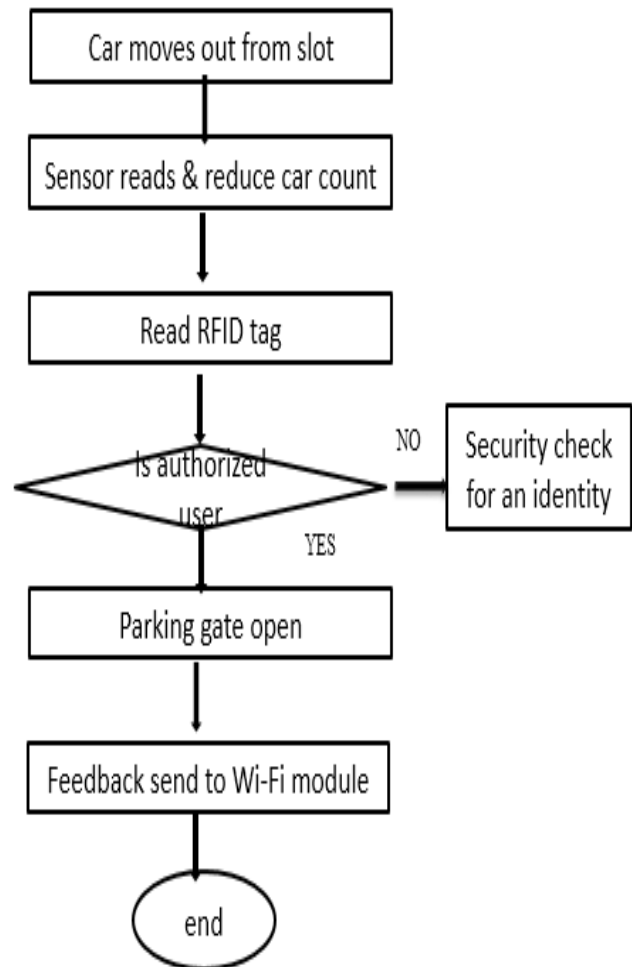 Car moves out from slot
Sensor reads & reduce car count
Read RFID tag
Is authorized
user
NO
Security check
for an identity
YES
Parking gate open
Feedback send to Wi-Fi module
end